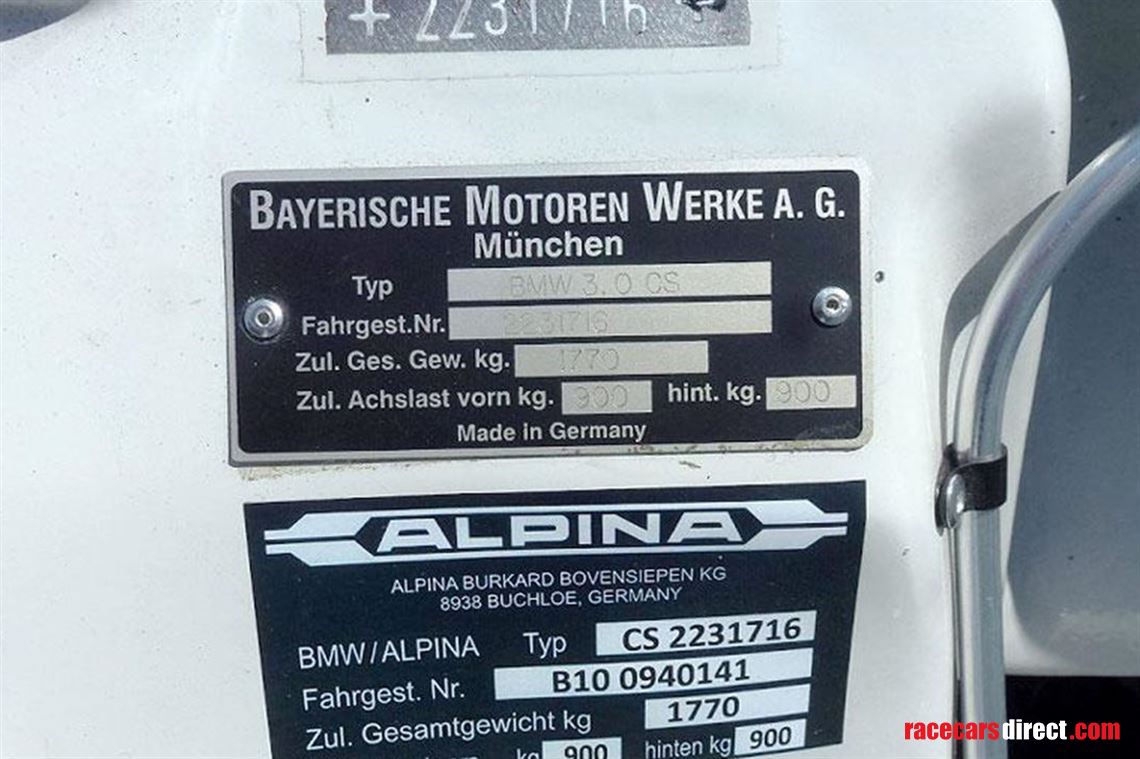 + 2231716
BAYERISCHE MOTOREN WERKE A. G.
München
Typ BMW 3.0 CS
Fahrgest.Nr. 2231716
Zul. Ges. Gew. kg. 1770
Zul. Achslast vorn kg. 900 hint. kg. 900
Made in Germany
ALPINA
ALPINA BURKARD BOVENSIEPEN KG
8938 BUCHLOE, GERMANY
BMW/ALPINA Typ CS 2231716
Fahrgest. Nr. B10 0940141
Zul. Gesamtgewicht kg 1770
kg 900 hinten kg 900
racecarsdirect.com